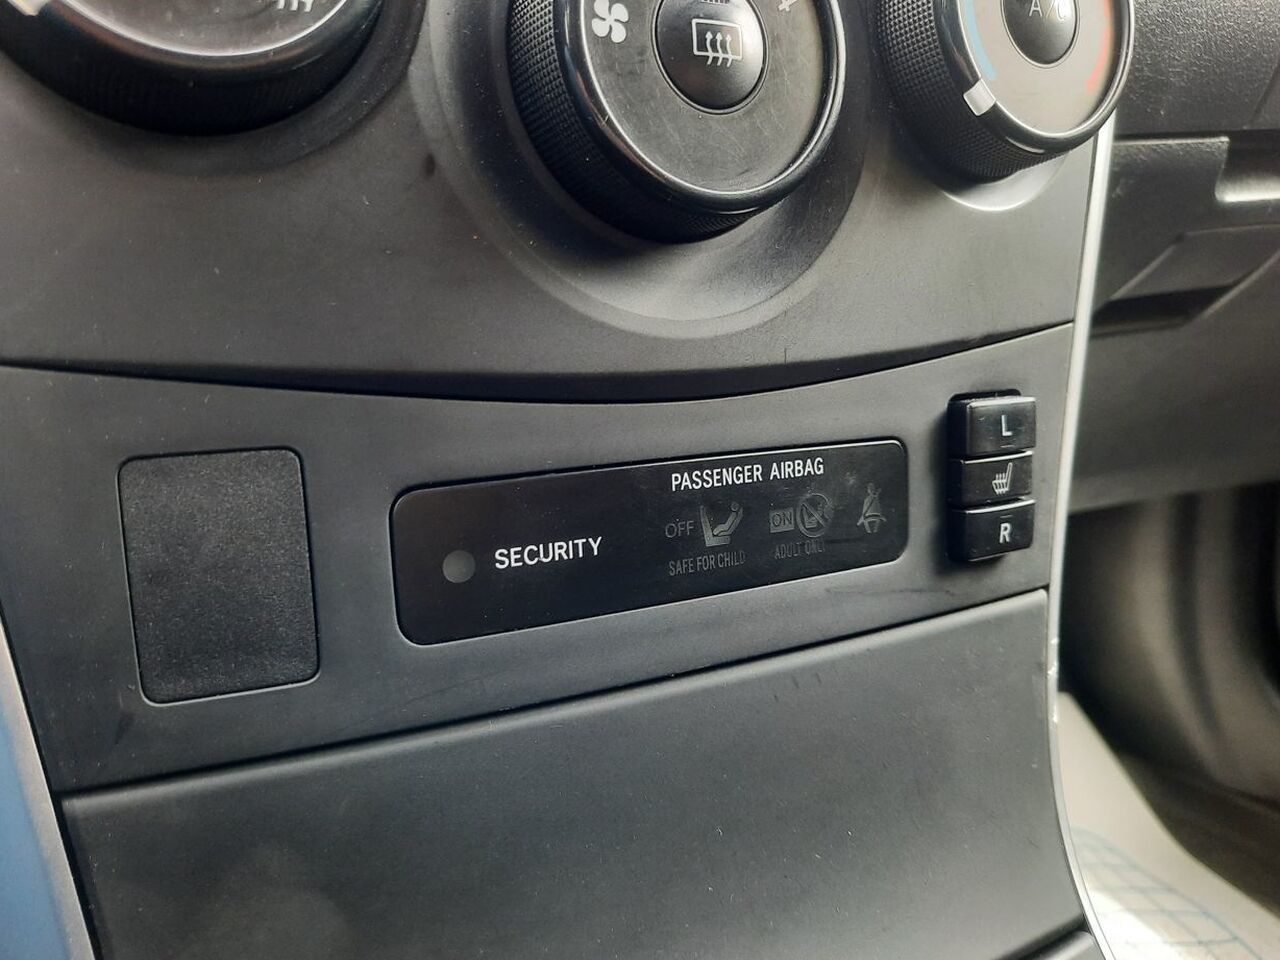 A/C
L
PASSENGER AIRBAG
OFF
ON
SECURITY
SAFE FOR CHILD
ADULT ONLY
R